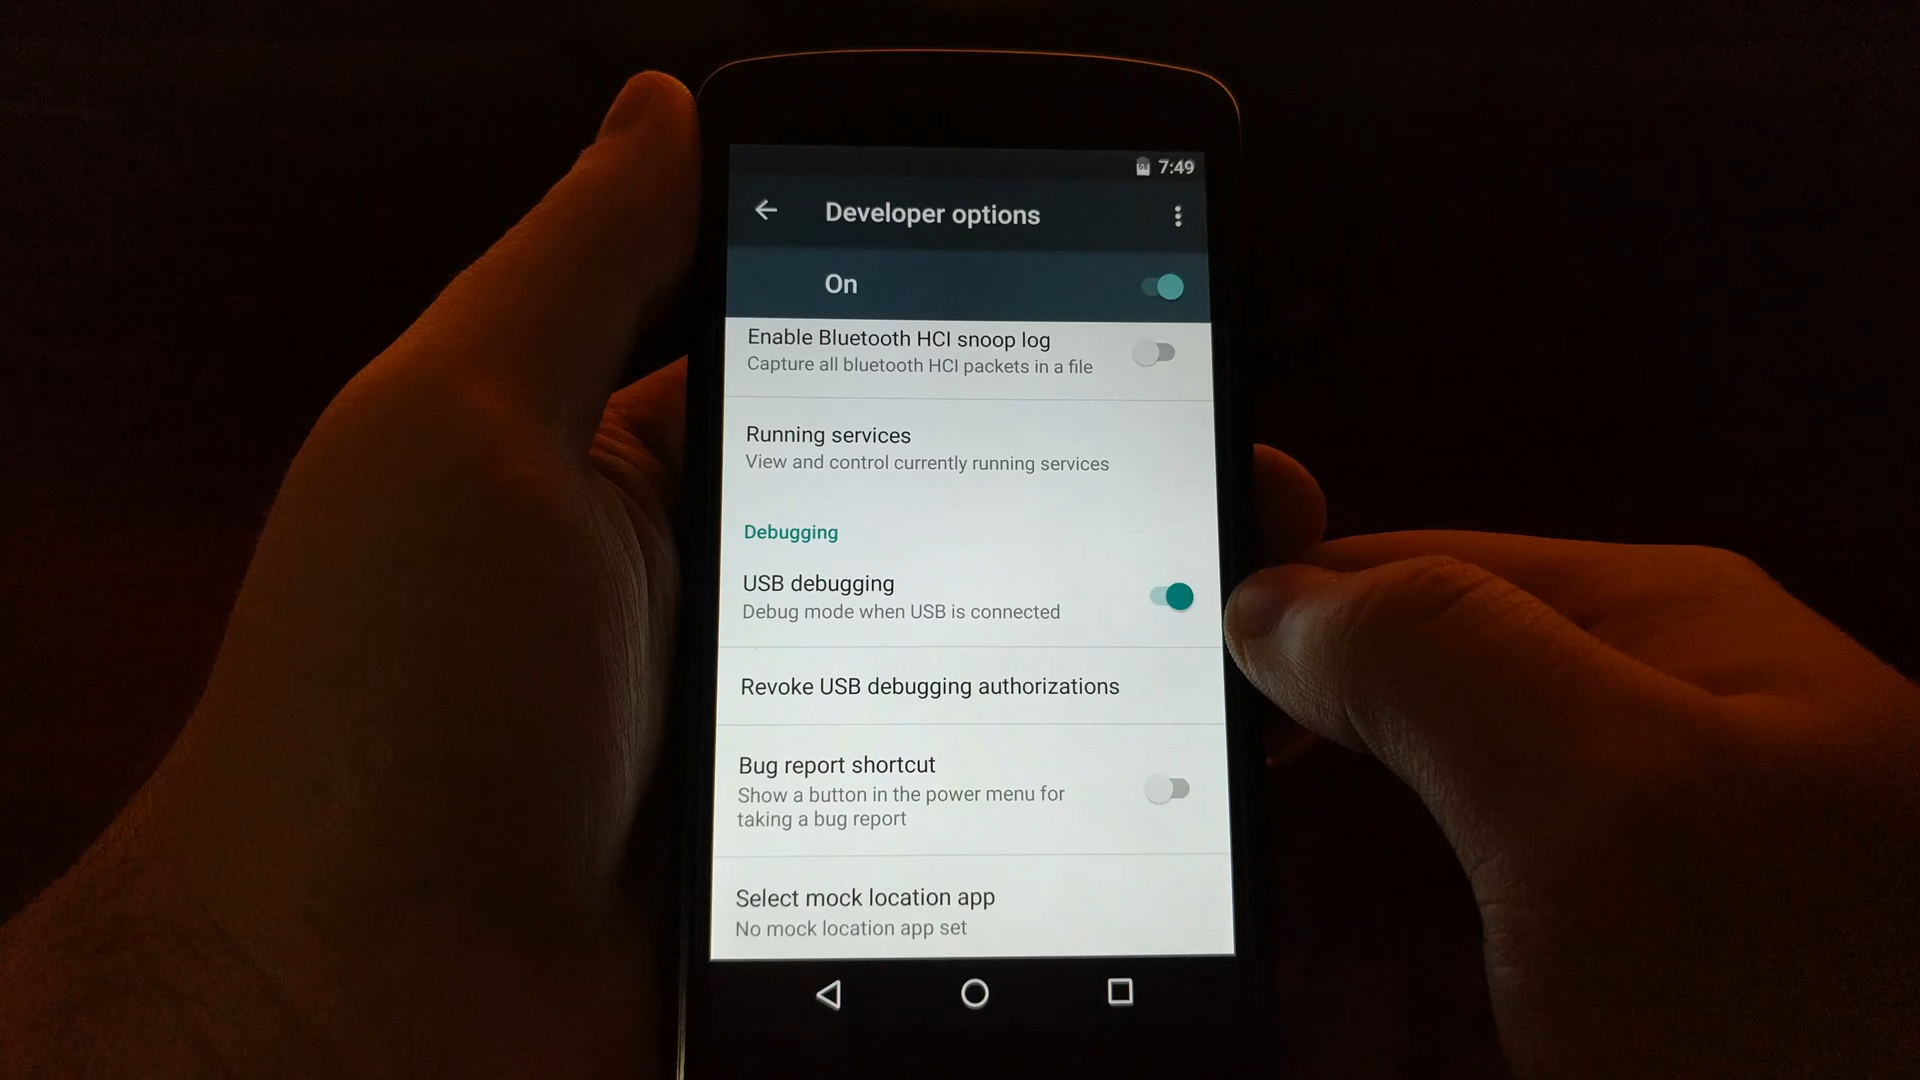 7:49
Developer options
On
Enable Bluetooth HCI snoop log
Capture all bluetooth HCI packets in a file
Running services
View and control currently running services
Debugging
USB debugging
Debug mode when USB is connected
Revoke USB debugging authorizations
Bug report shortcut
Show a button in the power menu for
taking a bug report
Select mock location app
No mock location app set